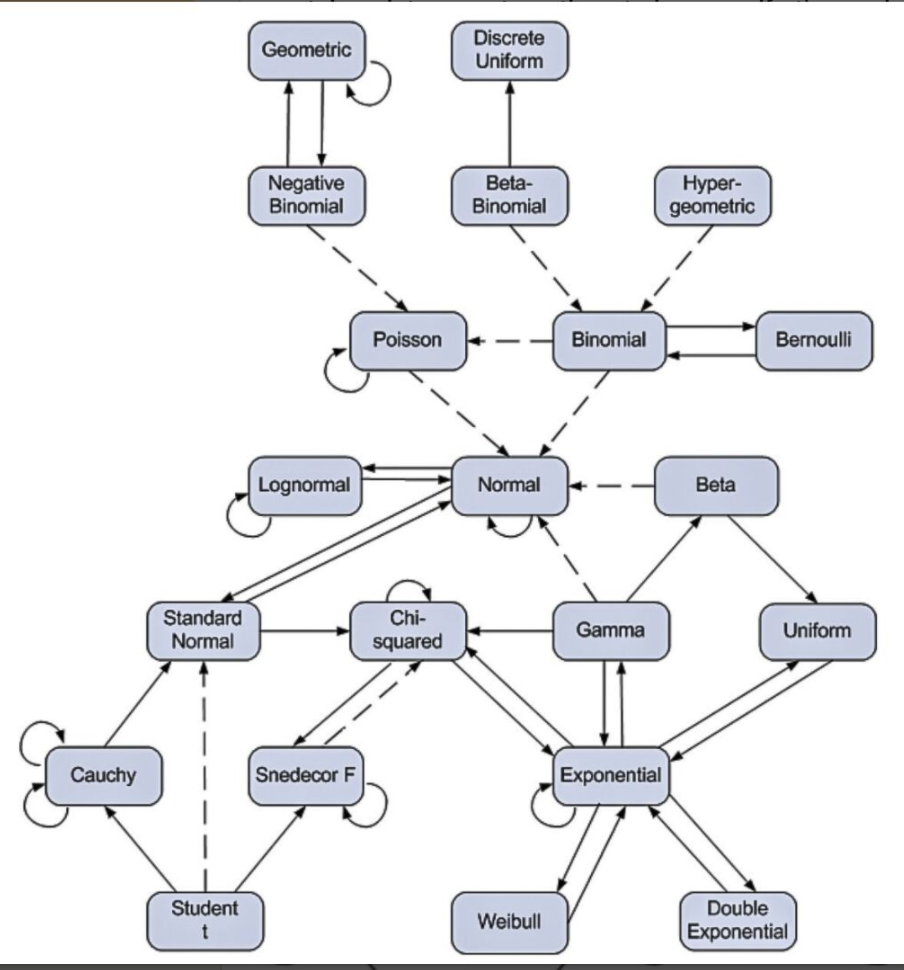 Geometric
Discrete
Uniform
Negative
Binomial
Beta-
Binomial
Hyper-
geometric
Poisson
Binomial
Bernoulli
Lognormal
Normal
Beta
Standard
Normal
Chi-
squared
Gamma
Uniform
Cauchy
Snedecor F
Exponential
Student
t
Weibull
Double
Exponential